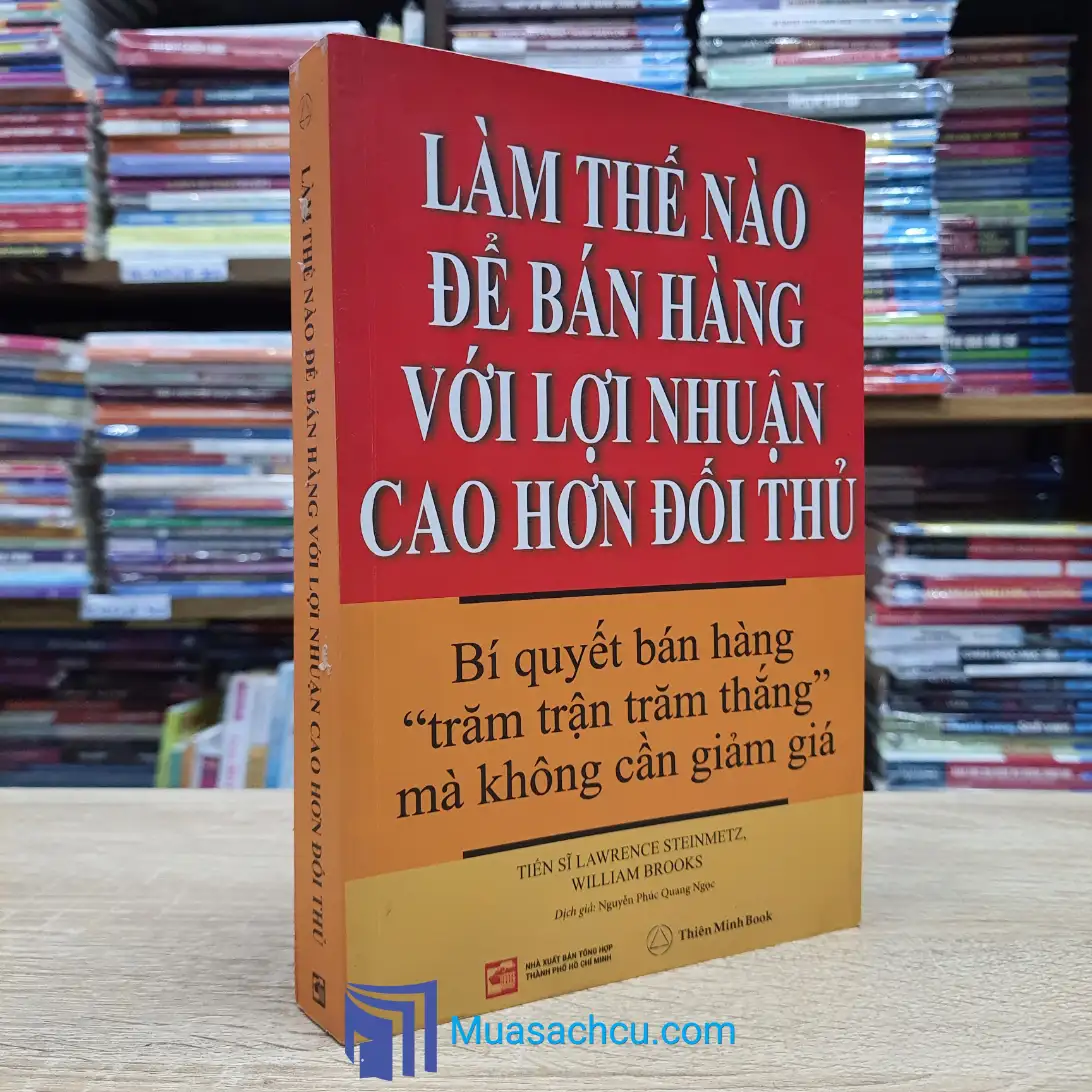 LÀM THẾ NÀO
ĐỂ BÁN HÀNG
VỚI LỢI NHUẬN
CAO HƠN ĐỐI THỦ
Bí quyết bán hàng
“trăm trận trăm thắng”
mà không cần giảm giá
TIẾN SĨ LAWRENCE STEINMETZ,
WILLIAM BROOKS
Dịch giả: Nguyễn Phúc Quang Ngọc
NHÀ XUẤT BẢN TỔNG HỢP
THÀNH PHỐ HỒ CHÍ MINH
Thiên Minh Book
LÀM THẾ NÀO ĐỂ BÁN HÀNG VỚI LỢI NHUẬN CAO HƠN ĐỐI THỦ
Muasachcu.com